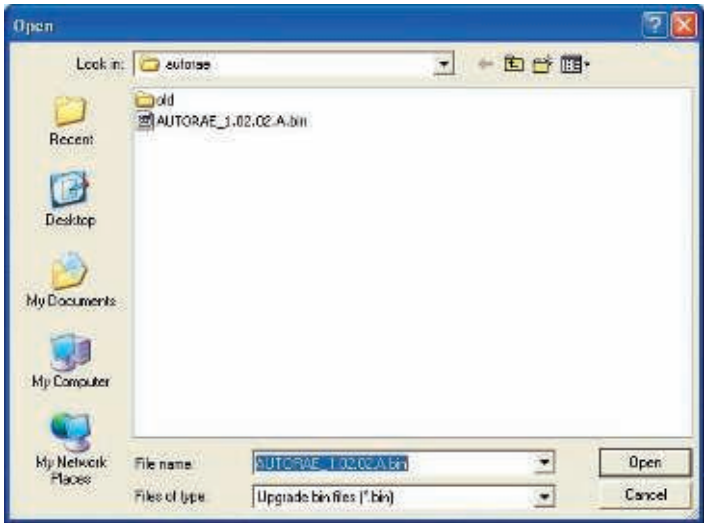 Open
Look in: autorae
old
AUTORAE_1.02.02.A.bin
Recent
Desktop
My Documents
My Computer
My Network
Places
File name: AUTORAE_1.02.02.A.bin
Open
Files of type: Upgrade bin files (*.bin)
Cancel